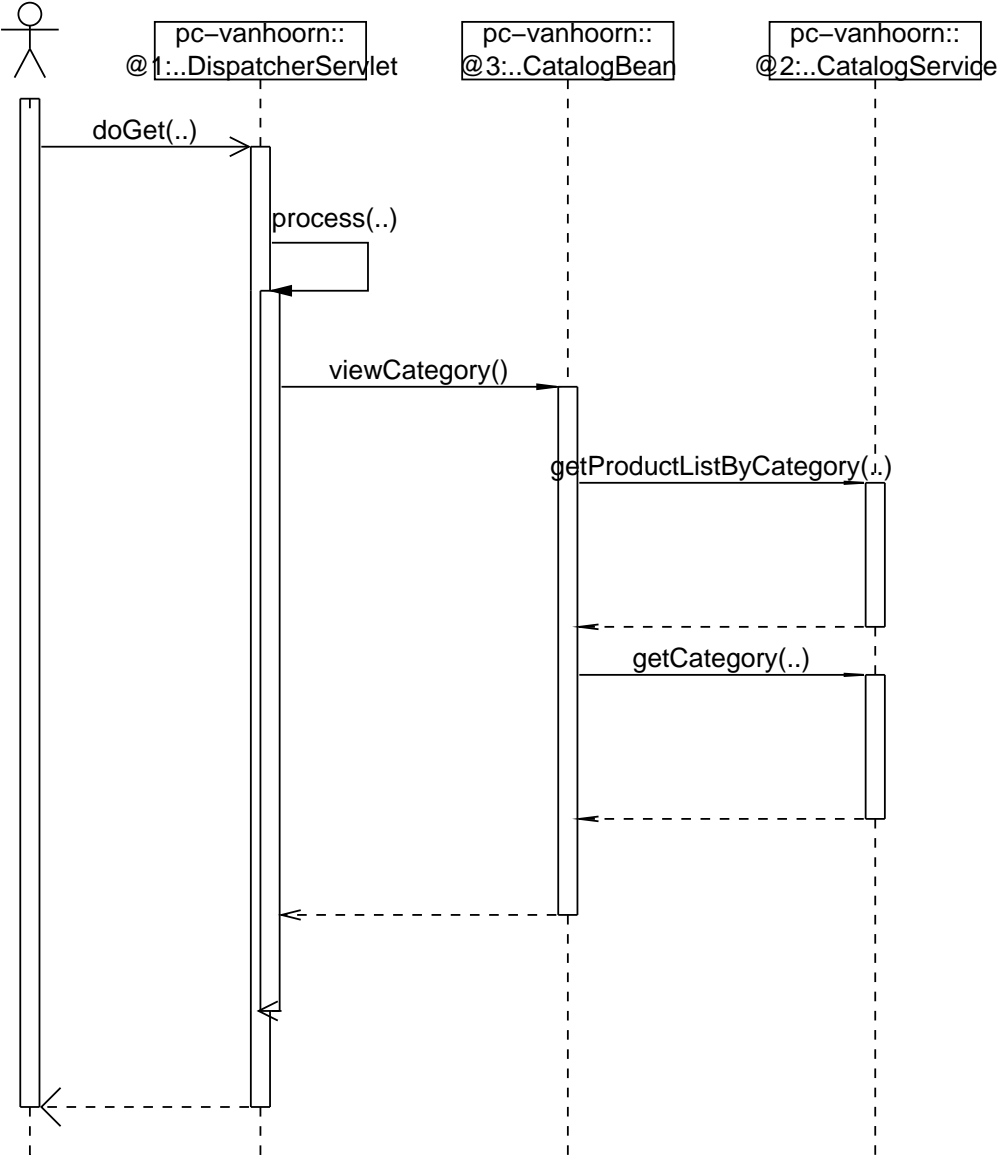 pc–vanhoorn::
@1:..DispatcherServlet
pc–vanhoorn::
@3:..CatalogBean
pc–vanhoorn::
@2:..CatalogService
doGet(..)
process(..)
viewCategory()
getProductListByCategory(..)
getCategory(..)